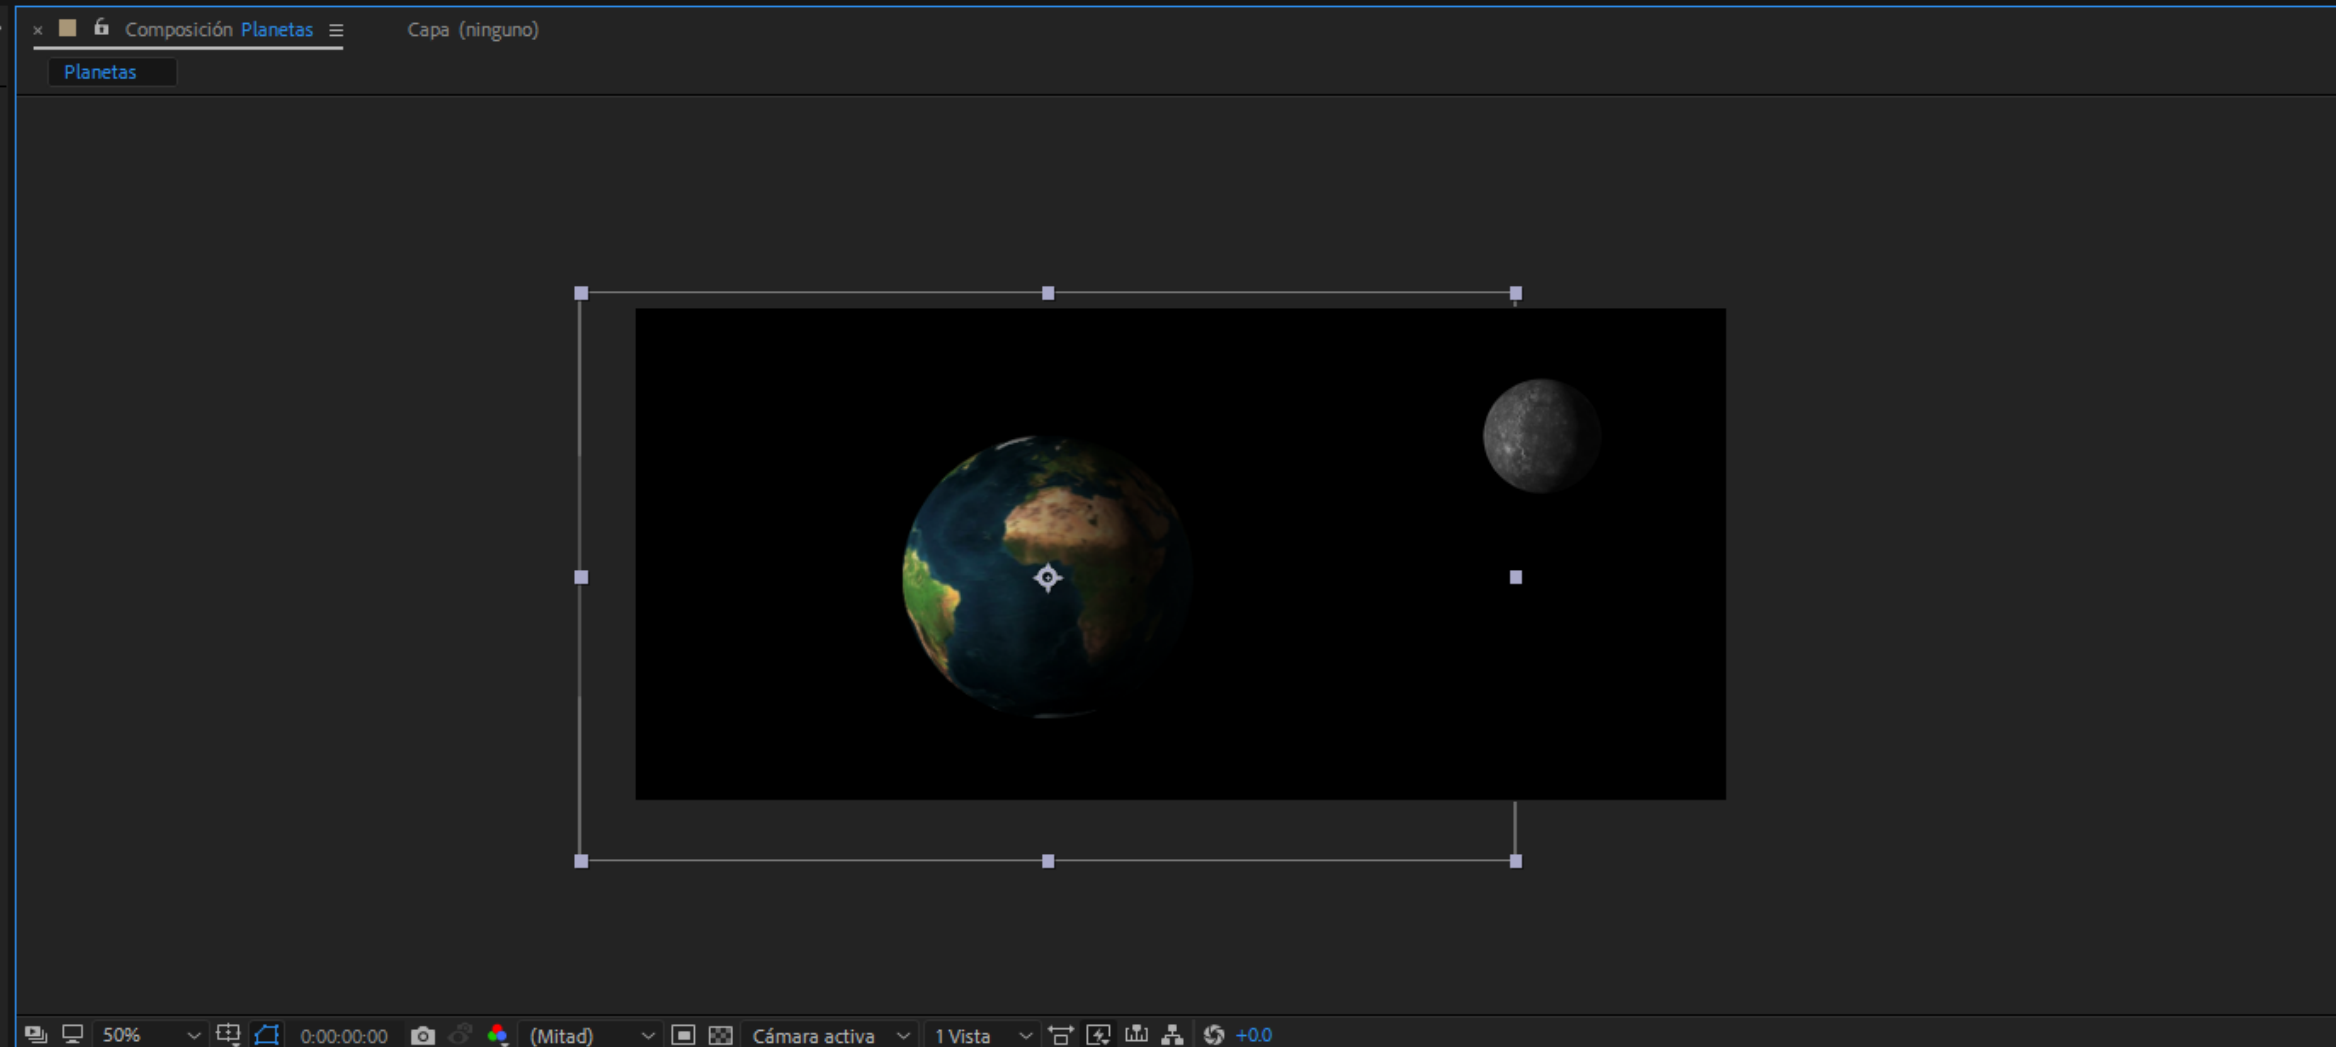 Composición Planetas
Capa (ninguno)
Planetas
50%
0:00:00:00
(Mitad)
Cámara activa
1 Vista
+0.0